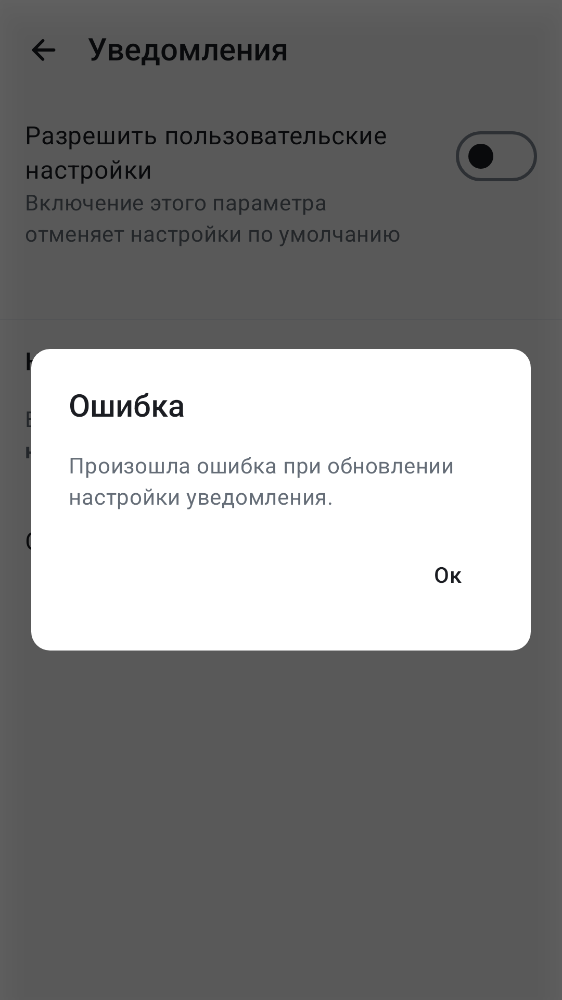 Уведомления
Разрешить пользовательские
настройки
Включение этого параметра
отменяет настройки по умолчанию
Ошибка
Произошла ошибка при обновлении
настройки уведомления.
Ок